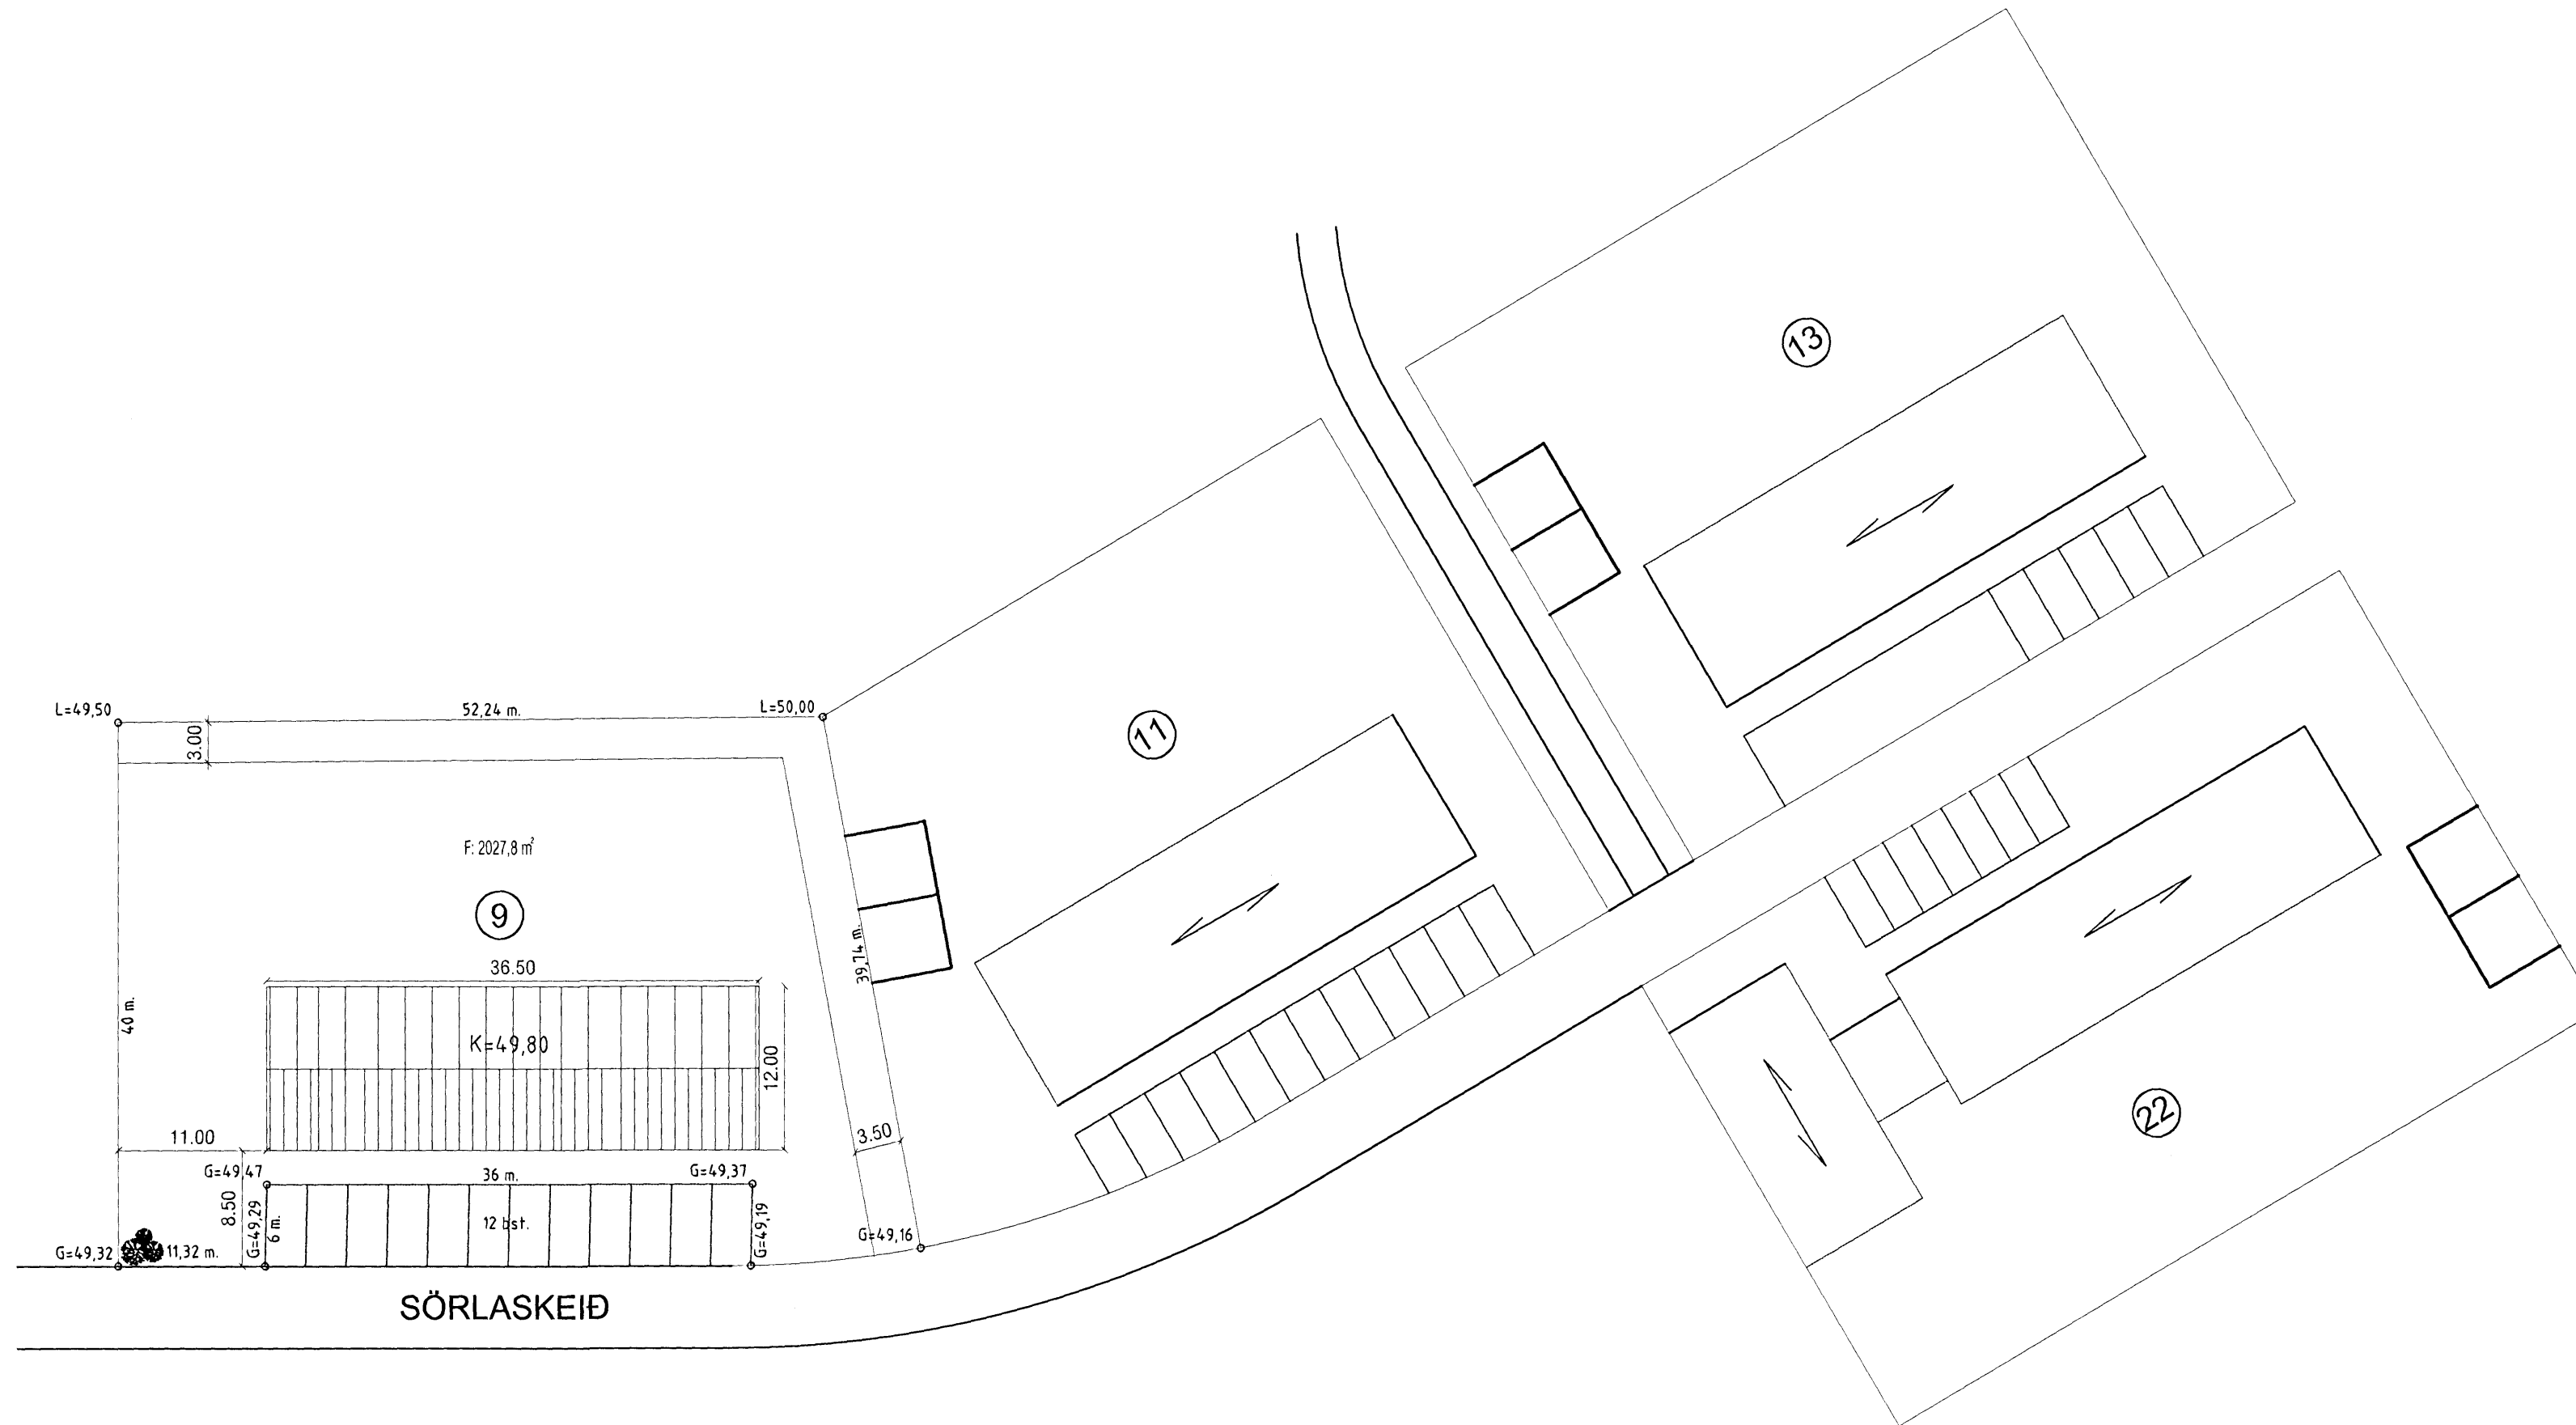 13
L=49,50
52,24 m.
L=50,00
3.00
11
F: 2027,8 m²
9
39,74 m.
36.50
40 m.
K=49,80
12.00
22
11.00
3.50
G=49,47
36 m.
G=49,37
8.50
G=49,29
6 m.
12 bst.
G=49,19
G=49,16
G=49,32
11,32 m.
SÖRLASKEIÐ